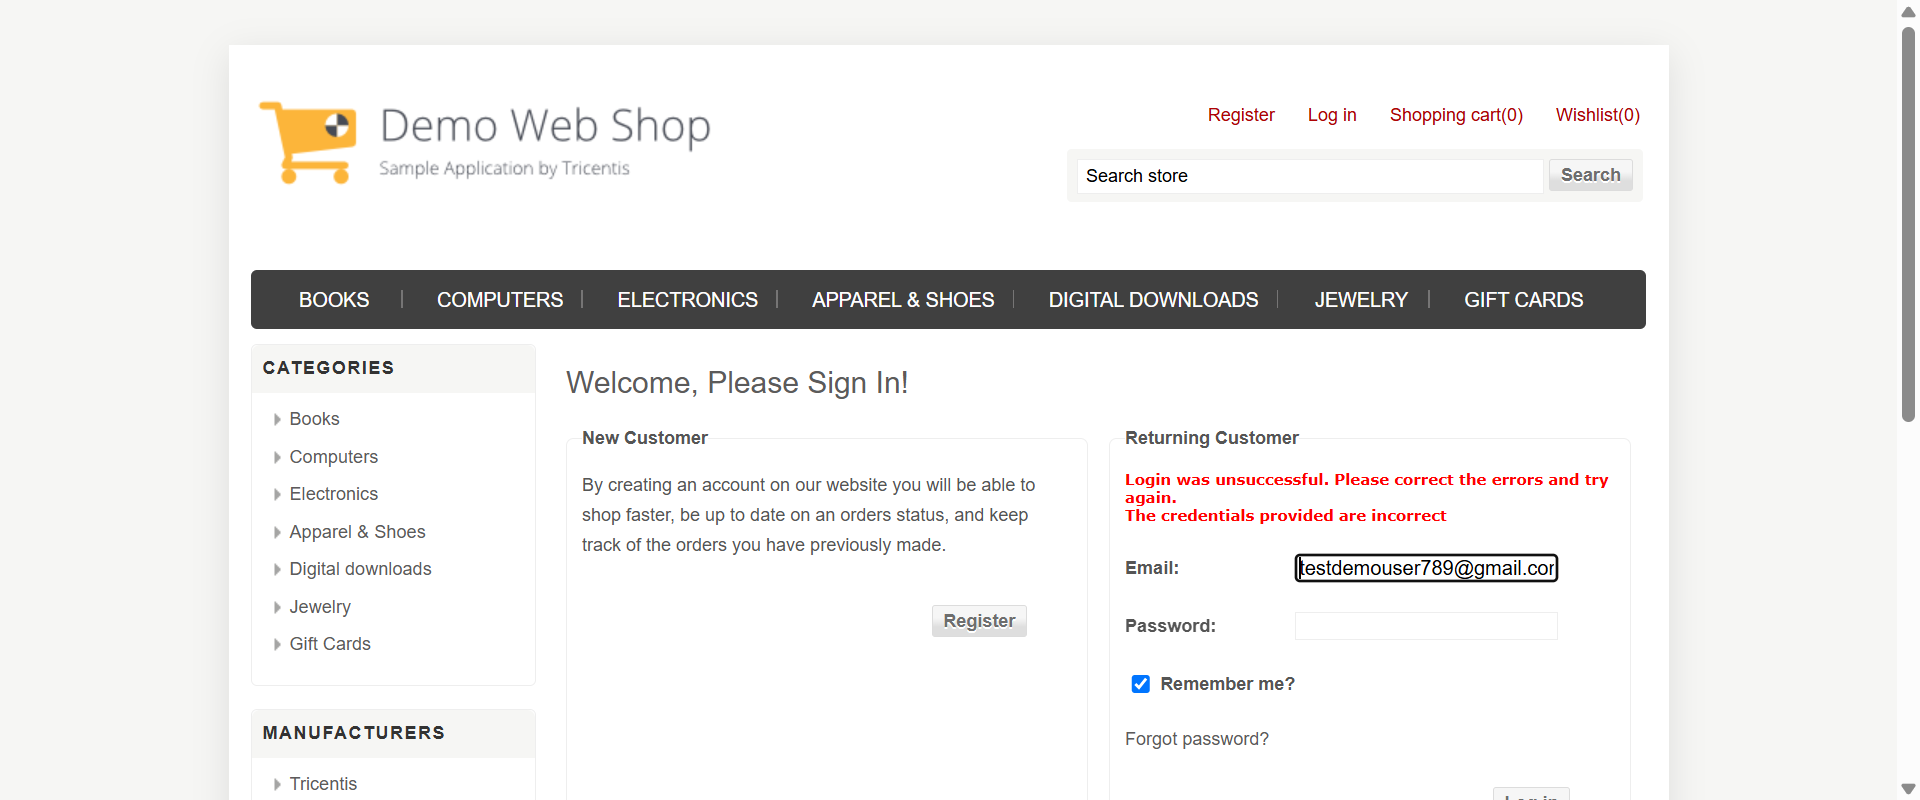 Demo Web Shop
Sample Application by Tricentis
Register Log in Shopping cart(0) Wishlist(0)
Search store Search
BOOKS COMPUTERS ELECTRONICS APPAREL & SHOES DIGITAL DOWNLOADS JEWELRY GIFT CARDS
CATEGORIES
Books
Computers
Electronics
Apparel & Shoes
Digital downloads
Jewelry
Gift Cards
MANUFACTURERS
Tricentis
Welcome, Please Sign In!
New Customer
By creating an account on our website you will be able to
shop faster, be up to date on an orders status, and keep
track of the orders you have previously made.
Register
Returning Customer
Login was unsuccessful. Please correct the errors and try
again.
The credentials provided are incorrect
Email: testdemouser789@gmail.com
Password:
Remember me?
Forgot password?
Log in